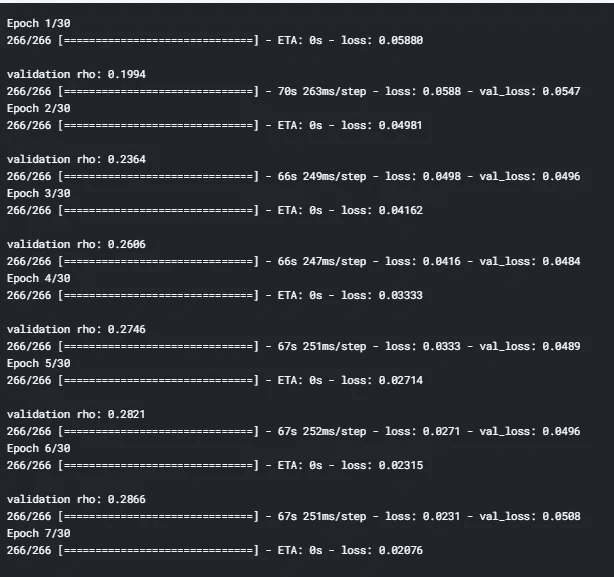 Epoch 1/30
266/266 [==============================] - ETA: 0s - loss: 0.05880
validation rho: 0.1994
266/266 [==============================] - 70s 263ms/step - loss: 0.0588 - val_loss: 0.0547
Epoch 2/30
266/266 [==============================] - ETA: 0s - loss: 0.04981
validation rho: 0.2364
266/266 [==============================] - 66s 249ms/step - loss: 0.0498 - val_loss: 0.0496
Epoch 3/30
266/266 [==============================] - ETA: 0s - loss: 0.04162
validation rho: 0.2606
266/266 [==============================] - 66s 247ms/step - loss: 0.0416 - val_loss: 0.0484
Epoch 4/30
266/266 [==============================] - ETA: 0s - loss: 0.03333
validation rho: 0.2746
266/266 [==============================] - 67s 251ms/step - loss: 0.0333 - val_loss: 0.0489
Epoch 5/30
266/266 [==============================] - ETA: 0s - loss: 0.02714
validation rho: 0.2821
266/266 [==============================] - 67s 252ms/step - loss: 0.0271 - val_loss: 0.0496
Epoch 6/30
266/266 [==============================] - ETA: 0s - loss: 0.02315
validation rho: 0.2866
266/266 [==============================] - 67s 251ms/step - loss: 0.0231 - val_loss: 0.0508
Epoch 7/30
266/266 [==============================] - ETA: 0s - loss: 0.02076